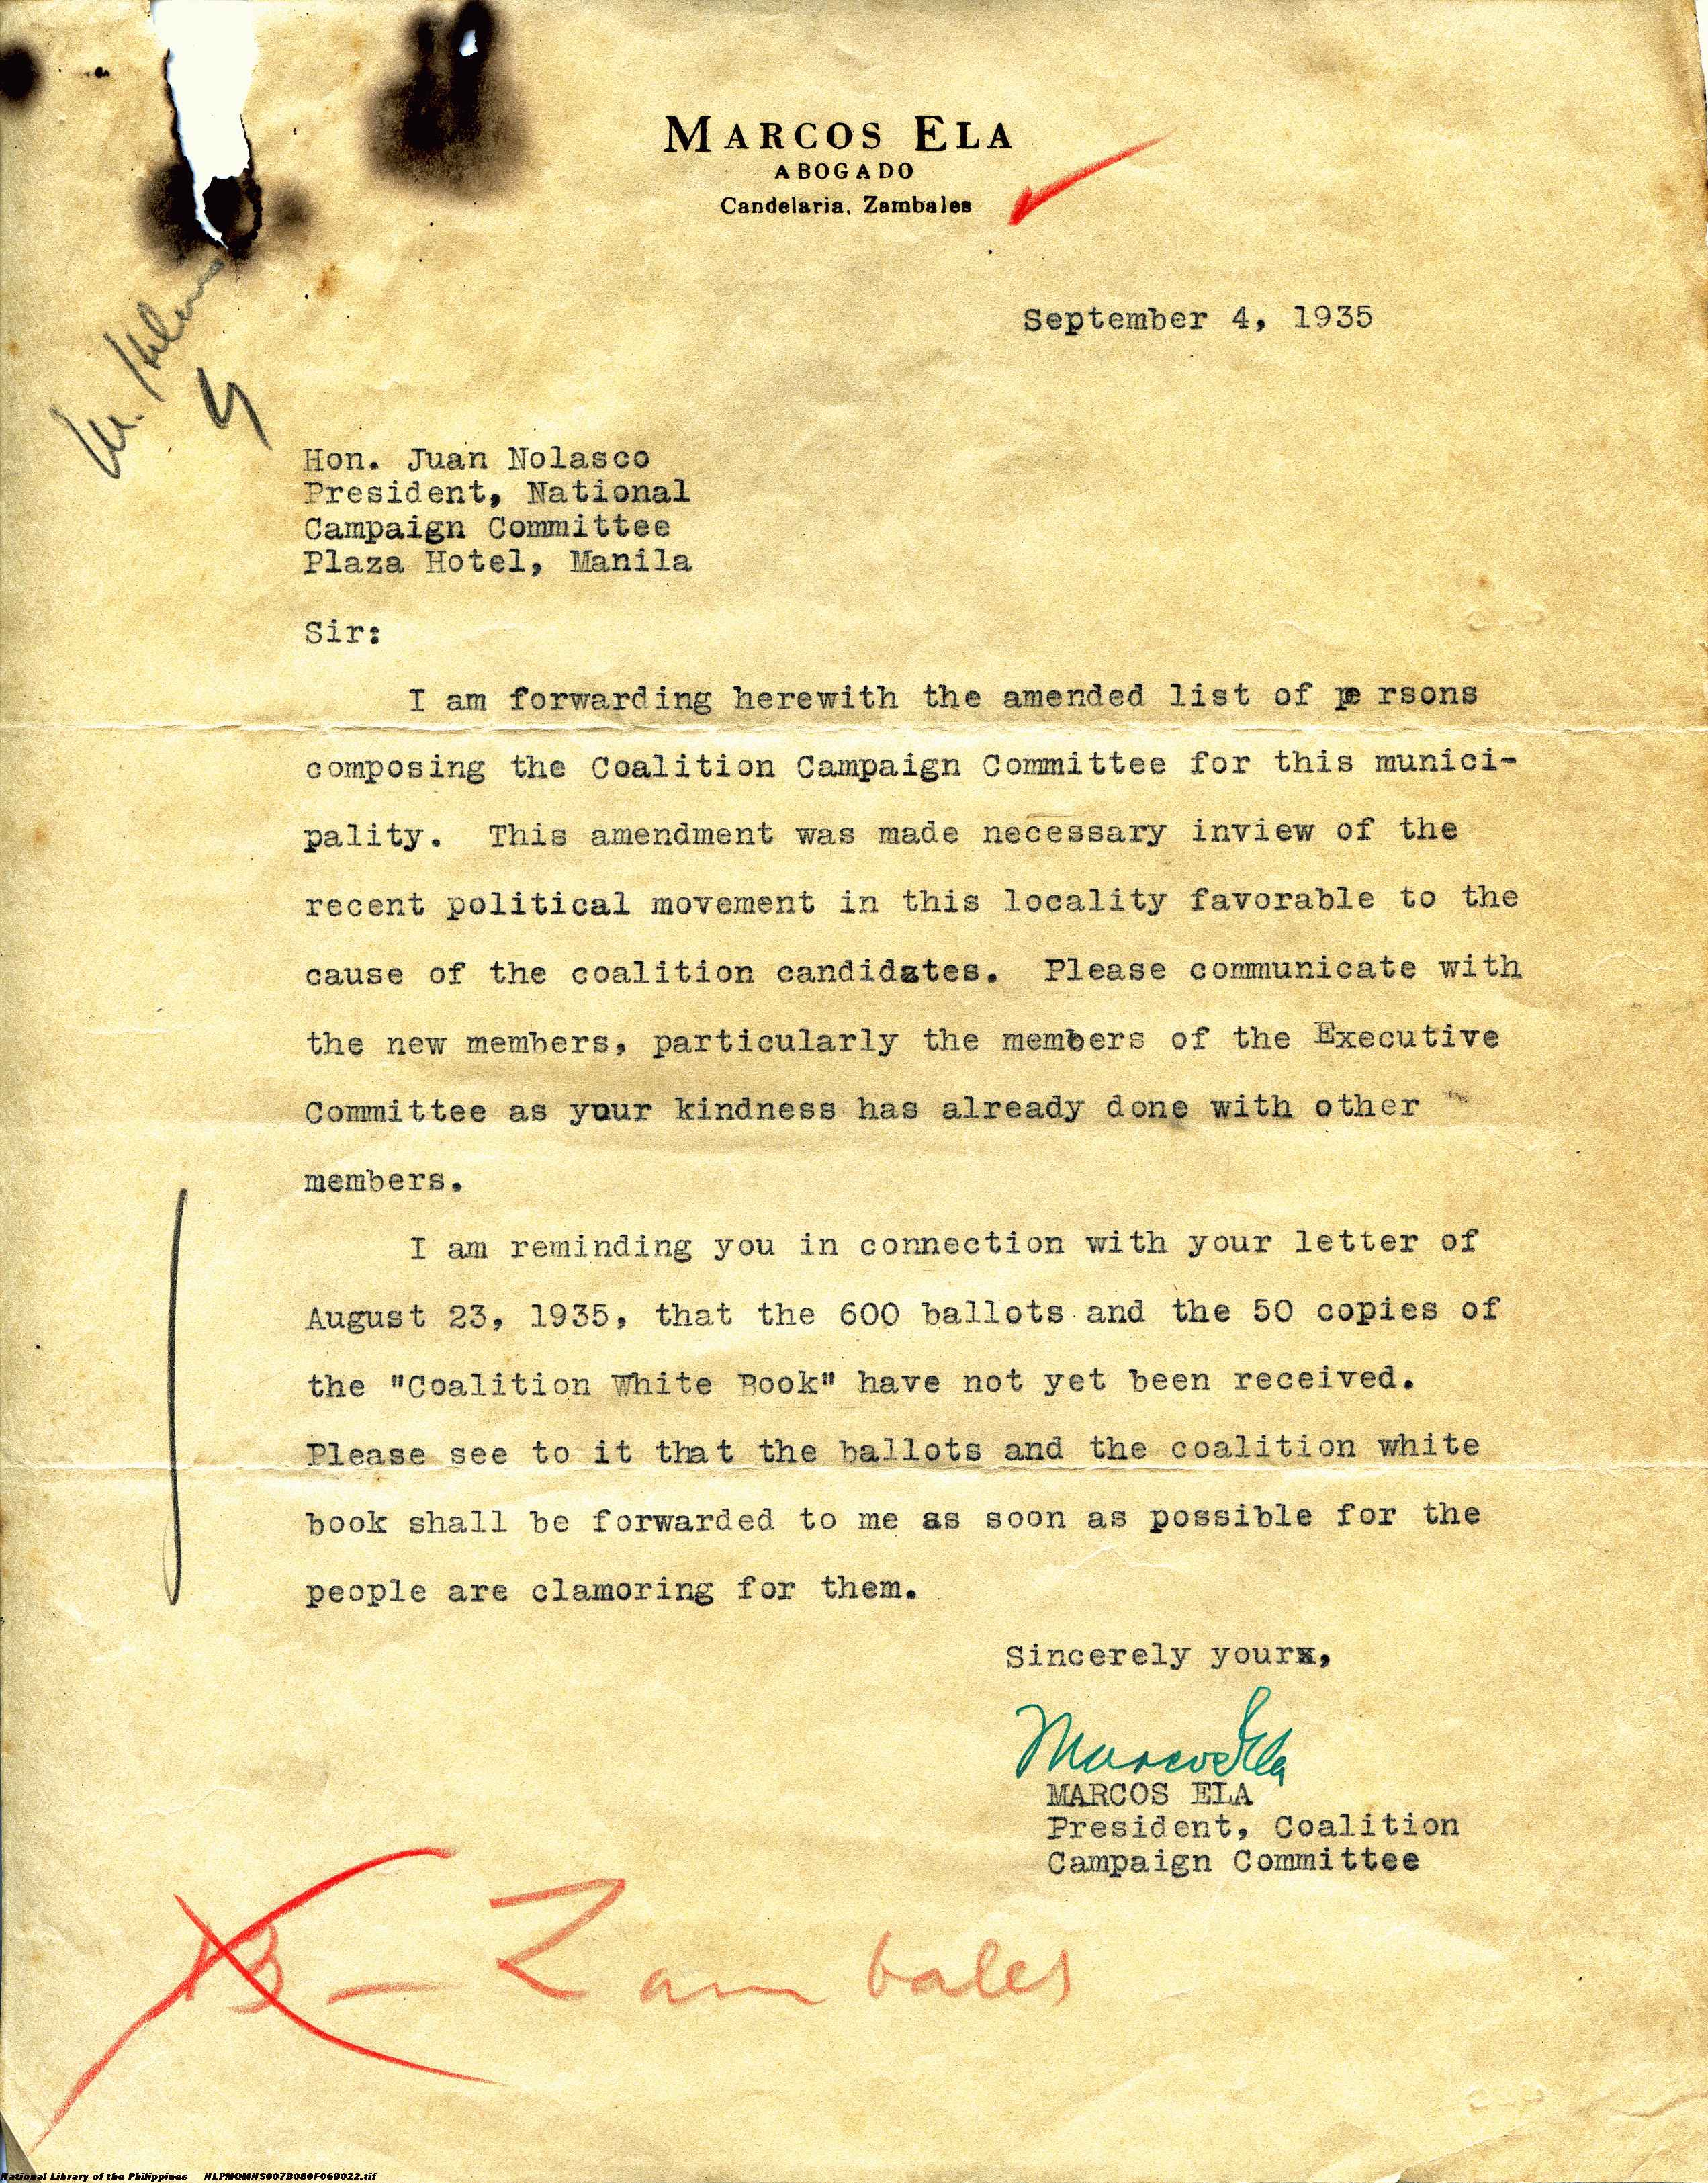 MARCOS ELA
ABOGADO
Candelaria, Zambales
September 4, 1935
Hon. Juan Nolasco
President, National
Campaign Committee
Plaza Hotel, Manila
Sir:
I am forwarding herewith the amended list of persons
composing the Coalition Campaign Committee for this munici-
pality. This amendment was made necessary inview of the
recent political movement in this locality favorable to the
cause of the coalition candidates. Please communicate with
the new members, particularly the members of the Executive
Committee as your kindness has already done with other
members.
I am reminding you in connection with your letter of
August 23, 1935, that the 600 ballots and the 50 copies of
the "Coalition White Book" have not yet been received.
Please see to it that the ballots and the coalition white
book shall be forwarded to me as soon as possible for the
people are clamoring for them.
Sincerely yours,
Marcos Ela
MARCOS ELA
President, Coalition
Campaign Committee
13 - Zambales
National Library of the Philippines NLPMQMNS007B080F069022.tif